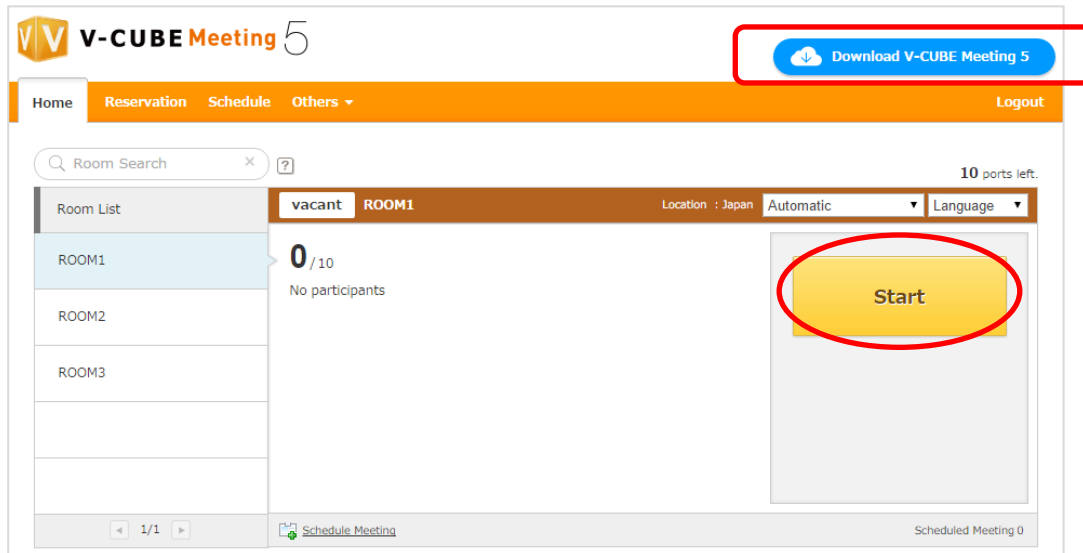 V-CUBE Meeting 5
Download V-CUBE Meeting 5
Home Reservation Schedule Others ▾ Logout
Room Search × ?
10 ports left.
Room List
vacant ROOM1 Location : Japan Automatic ▼ Language ▼
ROOM1
0/10
No participants
Start
ROOM2
ROOM3
1/1
Schedule Meeting
Scheduled Meeting 0